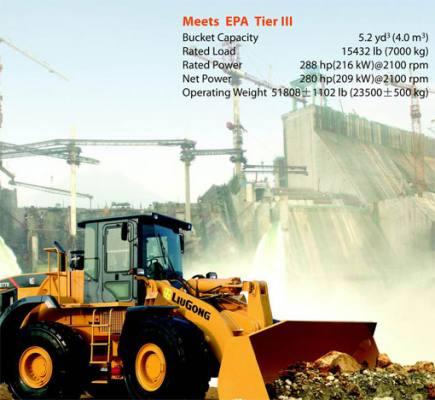 Meets EPA Tier III
Bucket Capacity 5.2 yd³ (4.0 m³)
Rated Load 15432 lb (7000 kg)
Rated Power 288 hp(216 kW)@2100 rpm
Net Power 280 hp(209 kW)@2100 rpm
Operating Weight 51808±1102 lb (23500±500 kg)
LIUGONG